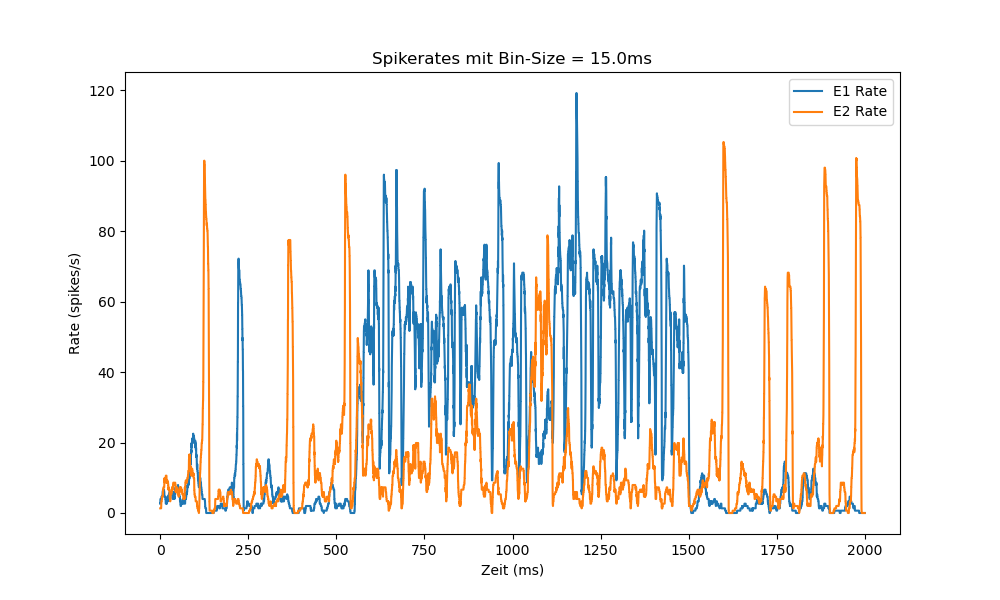 Spikerates mit Bin-Size = 15.0ms
E1 Rate
E2 Rate
120
100
80
60
40
20
0
Rate (spikes/s)
0 250 500 750 1000 1250 1500 1750 2000
Zeit (ms)